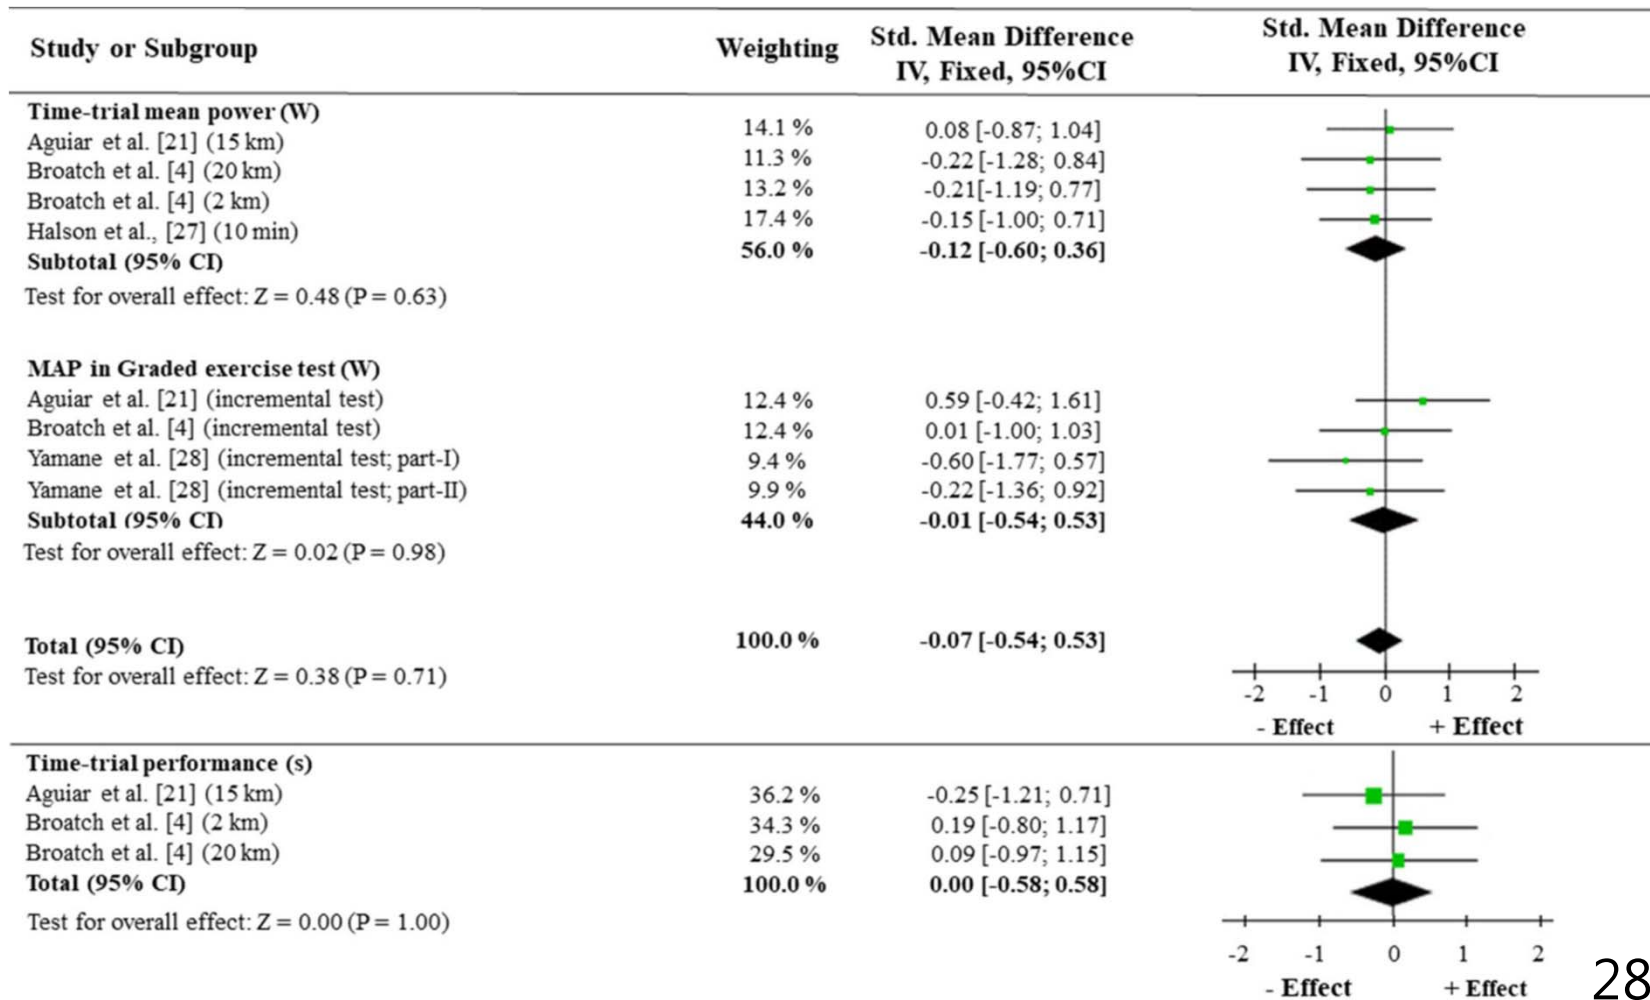 Study or Subgroup Weighting Std. Mean Difference Std. Mean Difference
IV, Fixed, 95%CI IV, Fixed, 95%CI
Time-trial mean power (W)
Aguiar et al. [21] (15 km) 14.1 % 0.08 [-0.87; 1.04]
Broatch et al. [4] (20 km) 11.3 % -0.22 [-1.28; 0.84]
Broatch et al. [4] (2 km) 13.2 % -0.21[-1.19; 0.77]
Halson et al., [27] (10 min) 17.4 % -0.15 [-1.00; 0.71]
Subtotal (95% CI) 56.0 % -0.12 [-0.60; 0.36]
Test for overall effect: Z = 0.48 (P = 0.63)
MAP in Graded exercise test (W)
Aguiar et al. [21] (incremental test) 12.4 % 0.59 [-0.42; 1.61]
Broatch et al. [4] (incremental test) 12.4 % 0.01 [-1.00; 1.03]
Yamane et al. [28] (incremental test; part-I) 9.4 % -0.60 [-1.77; 0.57]
Yamane et al. [28] (incremental test; part-II) 9.9 % -0.22 [-1.36; 0.92]
Subtotal (95% CI) 44.0 % -0.01 [-0.54; 0.53]
Test for overall effect: Z = 0.02 (P = 0.98)
Total (95% CI) 100.0 % -0.07 [-0.54; 0.53]
Test for overall effect: Z = 0.38 (P = 0.71)
-2 -1 0 1 2
- Effect + Effect
Time-trial performance (s)
Aguiar et al. [21] (15 km) 36.2 % -0.25 [-1.21; 0.71]
Broatch et al. [4] (2 km) 34.3 % 0.19 [-0.80; 1.17]
Broatch et al. [4] (20 km) 29.5 % 0.09 [-0.97; 1.15]
Total (95% CI) 100.0 % 0.00 [-0.58; 0.58]
Test for overall effect: Z = 0.00 (P = 1.00)
-2 -1 0 1 2
- Effect + Effect
28